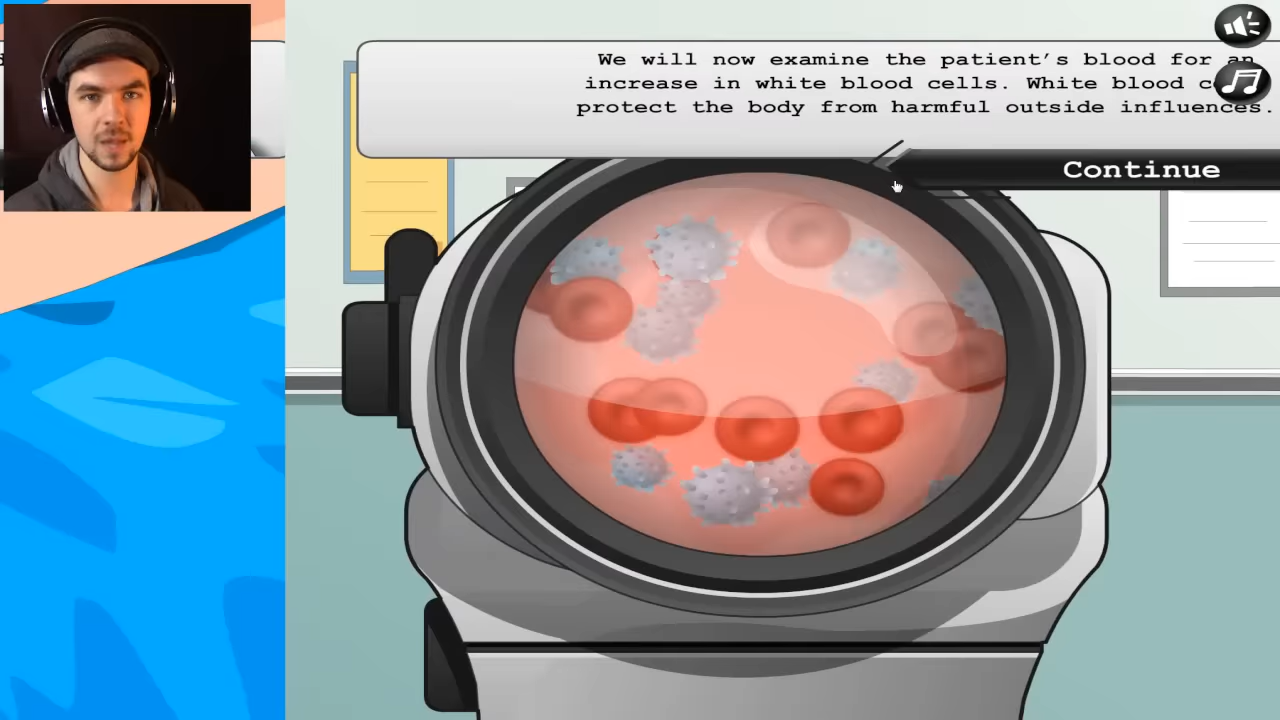 We will now examine the patient's blood for an
increase in white blood cells. White blood c
protect the body from harmful outside influences.
Continue